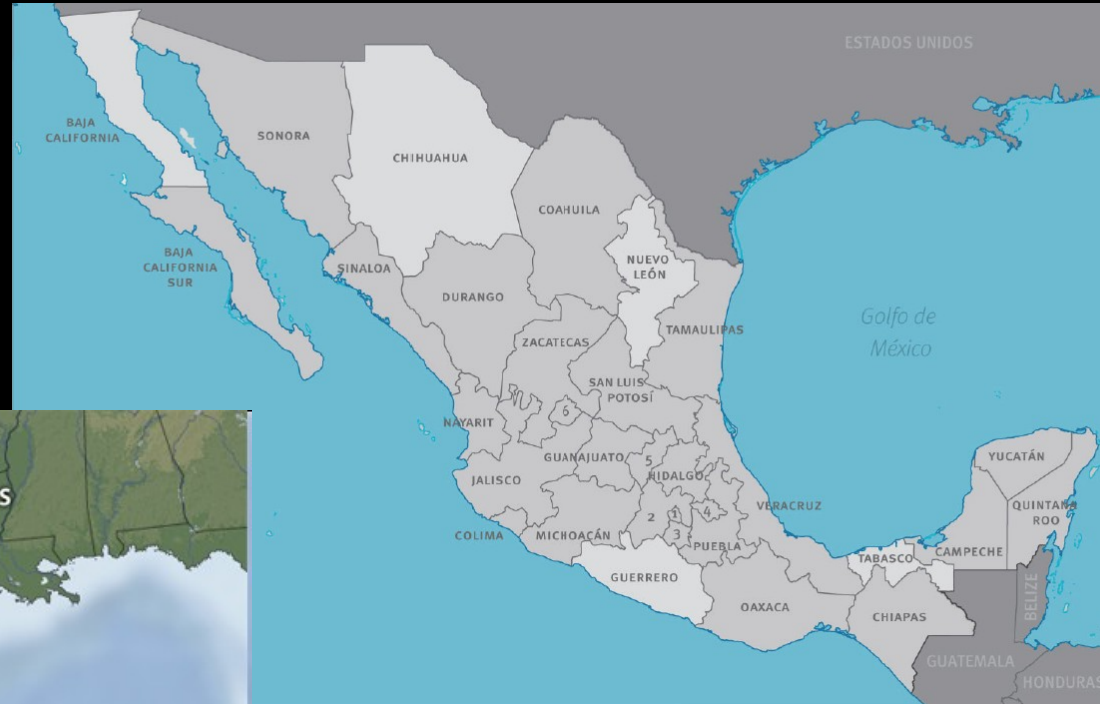 ESTADOS UNIDOS
BAJA
CALIFORNIA
SONORA
CHIHUAHUA
COAHUILA
BAJA
CALIFORNIA
SUR
SINALOA
NUEVO
LEÓN
DURANGO
TAMAULIPAS
Golfo de
México
ZACATECAS
SAN LUIS
POTOSÍ
6
NAYARIT
GUANAJUATO
5
HIDALGO
YUCATÁN
JALISCO
QUINTANA
ROO
S
VERACRUZ
COLIMA
MICHOACÁN
2
1
4
3
PUEBLA
TABASCO
CAMPECHE
GUERRERO
BELIZE
OAXACA
CHIAPAS
GUATEMALA
HONDURAS